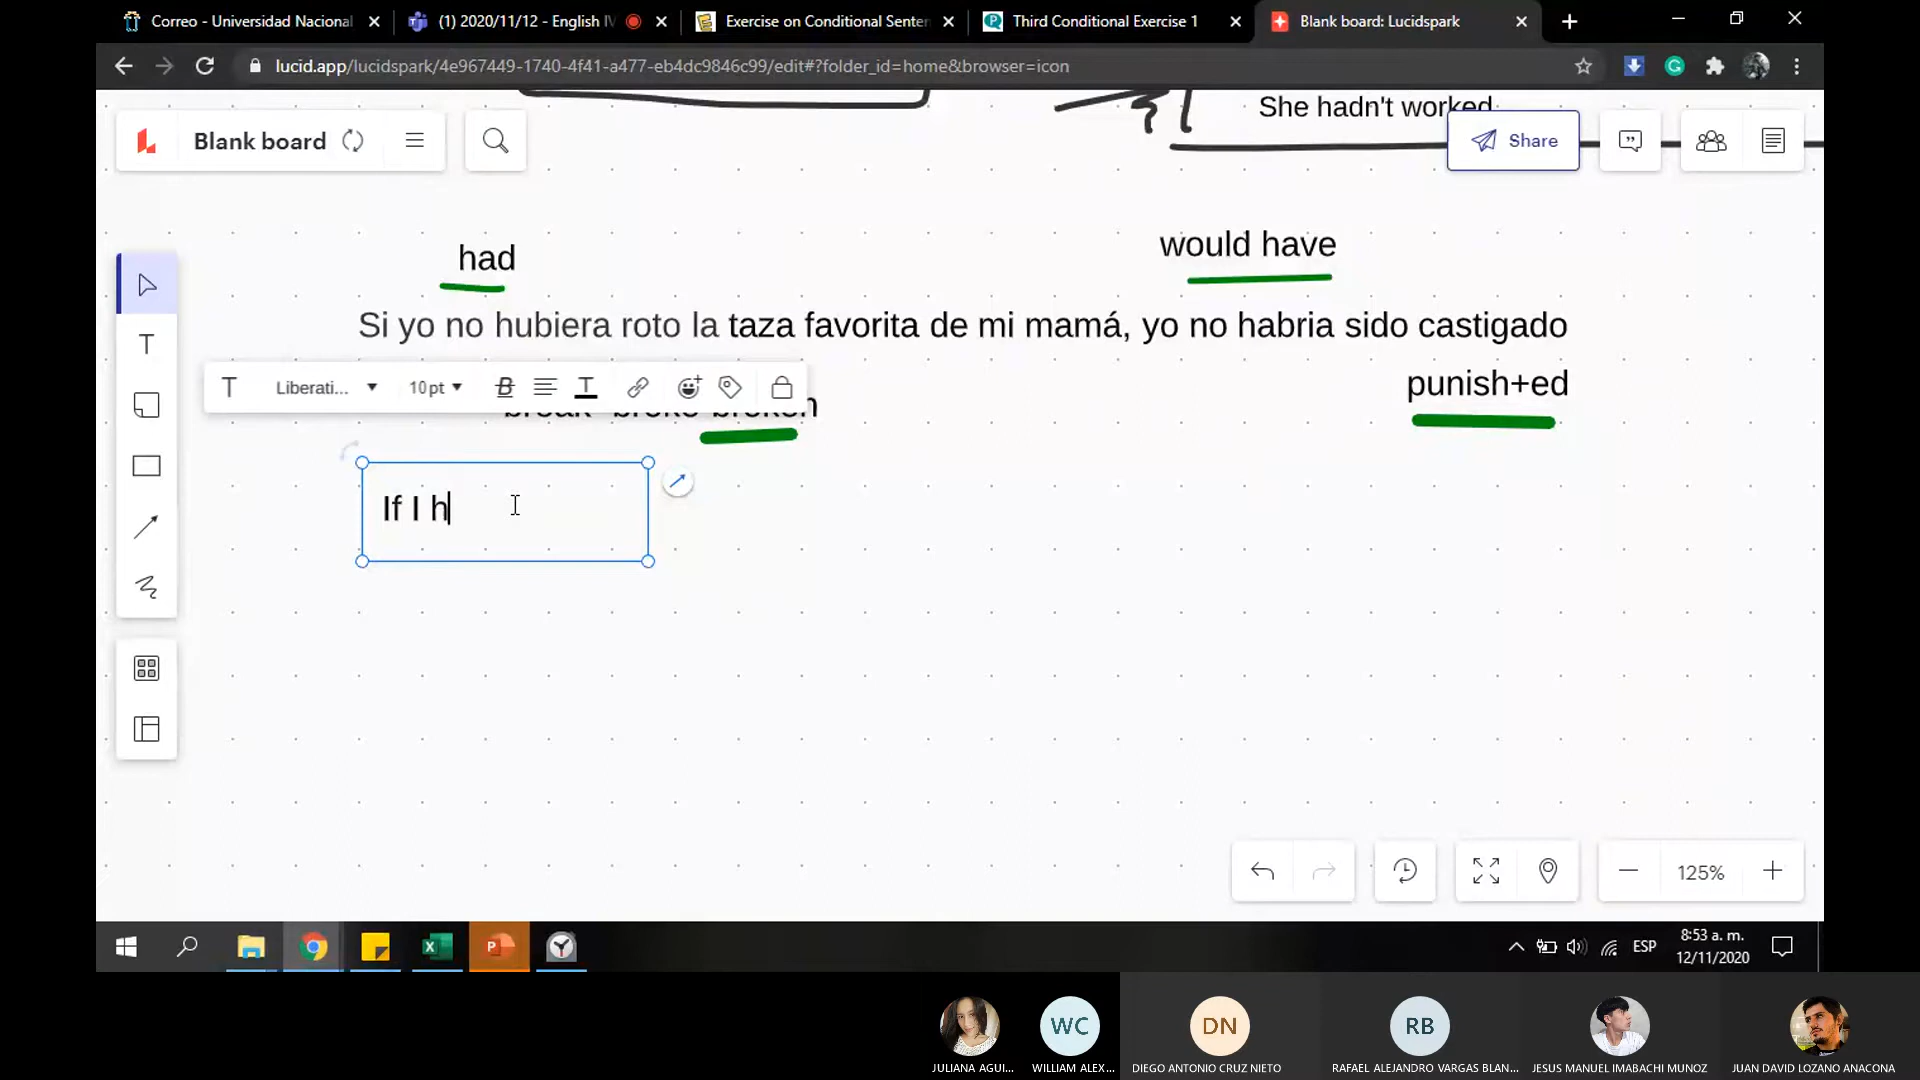 Correo - Universidad Nacional
(1) 2020/11/12 - English IV
Exercise on Conditional Senten
Third Conditional Exercise 1
Blank board: Lucidspark
lucid.app/lucidspark/4e967449-1740-4f41-a477-eb4dc9846c99/edit#?folder_id=home&browser=icon
She hadn't worked
Blank board
Share
had
would have
Si yo no hubiera roto la taza favorita de mi mamá, yo no habria sido castigado
T
Liberati...
10pt
B
T
punish+ed
break broke broken
If I h
125%
8:53 a. m.
ESP
12/11/2020
WC
DN
RB
JULIANA AGUI...
WILLIAM ALEX...
DIEGO ANTONIO CRUZ NIETO
RAFAEL ALEJANDRO VARGAS BLAN...
JESUS MANUEL IMABACHI MUNOZ
JUAN DAVID LOZANO ANACONA